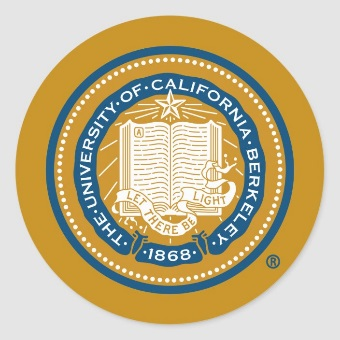 THE·UNIVERSITY·OF·CALIFORNIA·BERKELEY·
·1868·
A
LET THERE BE LIGHT
®